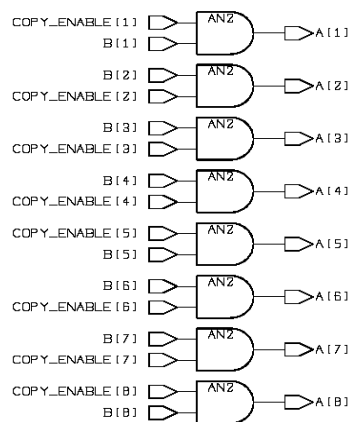 COPY_ENABLE[1]
AN2
B[1]
A[1]
B[2]
AN2
COPY_ENABLE[2]
A[2]
B[3]
AN2
COPY_ENABLE[3]
A[3]
B[4]
AN2
COPY_ENABLE[4]
A[4]
COPY_ENABLE[5]
AN2
B[5]
A[5]
B[6]
AN2
COPY_ENABLE[6]
A[6]
B[7]
AN2
COPY_ENABLE[7]
A[7]
COPY_ENABLE[8]
AN2
B[8]
A[8]